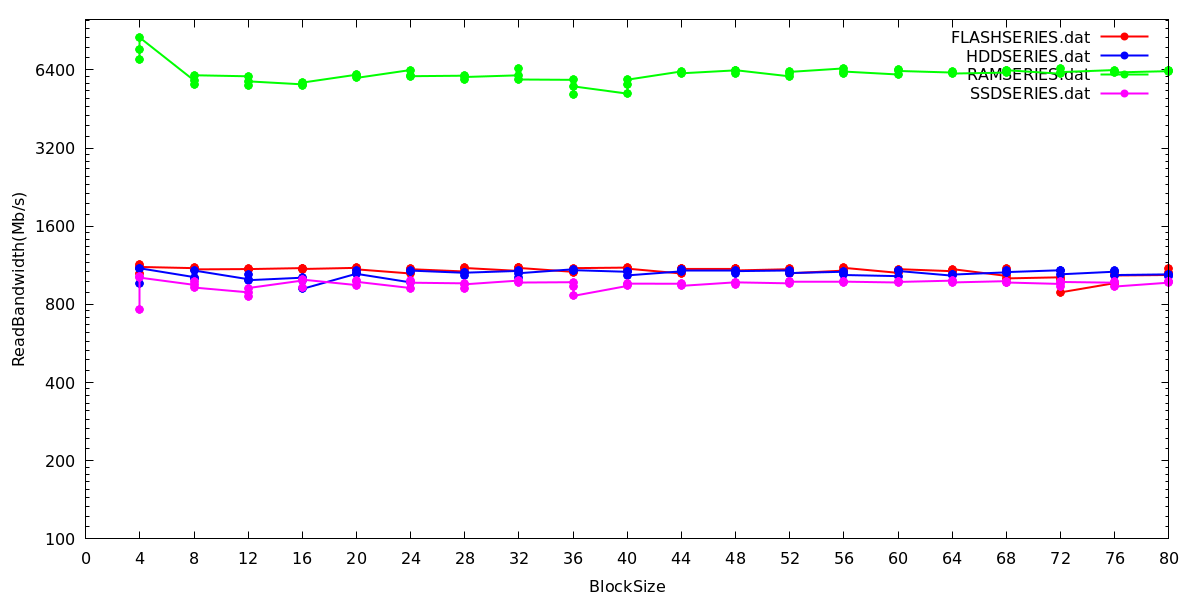 FLASHSERIES.dat
HDDSERIES.dat
RAMSERIES.dat
SSDSERIES.dat
6400
3200
1600
800
400
200
100
ReadBandwidth(Mb/s)
0 4 8 12 16 20 24 28 32 36 40 44 48 52 56 60 64 68 72 76 80
BlockSize